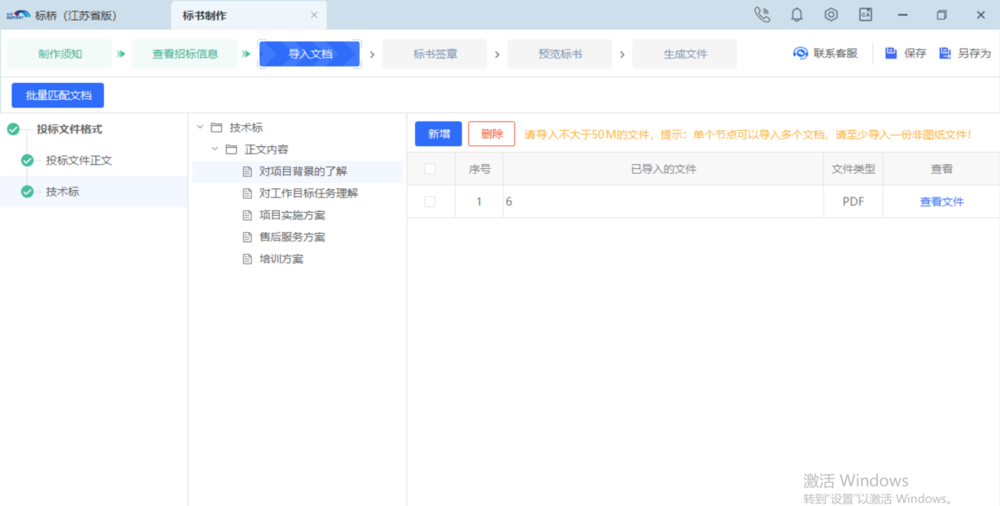 标桥（江苏省版）
标书制作
CA
制作须知
查看招标信息
导入文档
标书签章
预览标书
生成文件
联系客服
保存
另存为
批量匹配文档
投标文件格式
投标文件正文
技术标
技术标
正文内容
对项目背景的了解
对工作目标任务理解
项目实施方案
售后服务方案
培训方案
新增
删除
请导入不大于50M的文件，提示：单个节点可以导入多个文档，请至少导入一份非图纸文件！
序号
已导入的文件
文件类型
查看
1
6
PDF
查看文件
激活 Windows
转到"设置"以激活 Windows。